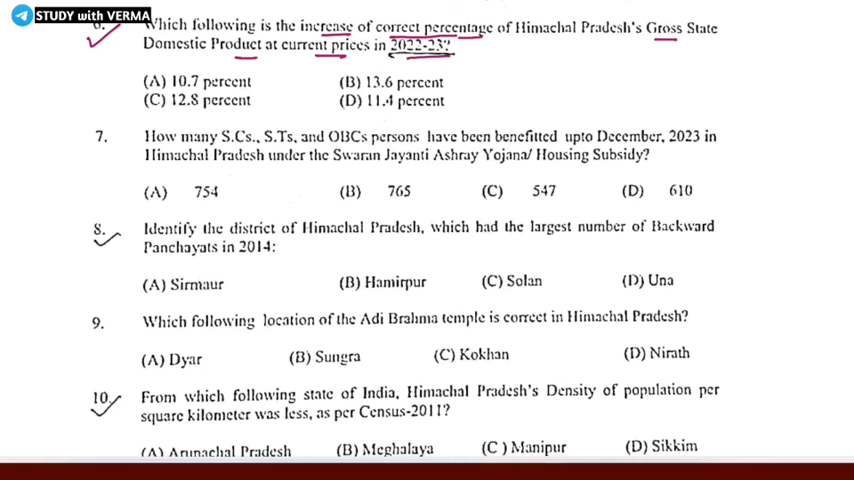 STUDY with VERMA
6. Which following is the increase of correct percentage of Himachal Pradesh's Gross State
Domestic Product at current prices in 2022-23?
(A) 10.7 percent (B) 13.6 percent
(C) 12.8 percent (D) 11.4 percent
7. How many S.Cs., S.Ts, and OBCs persons have been benefitted upto December, 2023 in
Himachal Pradesh under the Swaran Jayanti Ashray Yojana/ Housing Subsidy?
(A) 754 (B) 765 (C) 547 (D) 610
8. Identify the district of Himachal Pradesh, which had the largest number of Backward
Panchayats in 2014:
(A) Sirmaur (B) Hamirpur (C) Solan (D) Una
9. Which following location of the Adi Brahma temple is correct in Himachal Pradesh?
(A) Dyar (B) Sungra (C) Kokhan (D) Nirath
10. From which following state of India, Himachal Pradesh's Density of population per
square kilometer was less, as per Census-2011?
(A) Arunachal Pradesh (B) Meghalaya (C ) Manipur (D) Sikkim